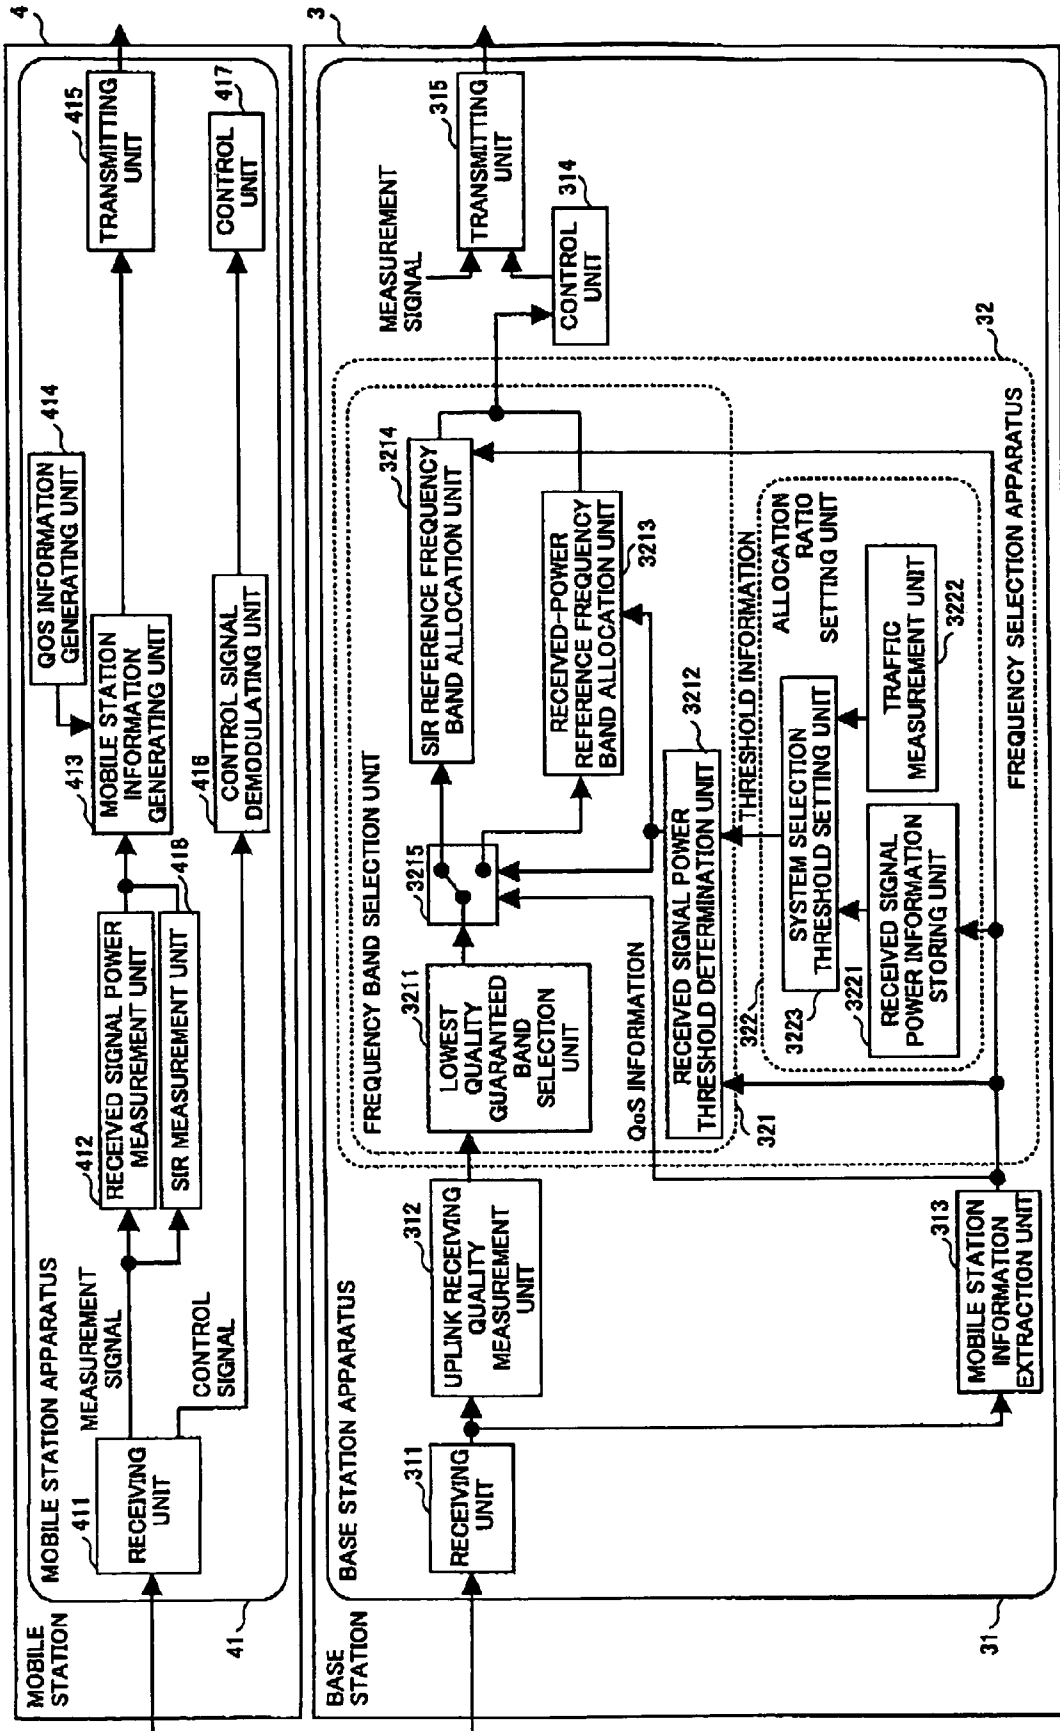 MOBILE
STATION
4
MOBILE STATION APPARATUS
41
411
RECEIVING
UNIT
MEASUREMENT
SIGNAL
CONTROL
SIGNAL
412
RECEIVED SIGNAL POWER
MEASUREMENT UNIT
SIR MEASUREMENT UNIT
418
413
MOBILE STATION
INFORMATION
GENERATING UNIT
QOS INFORMATION
GENERATING UNIT
414
416
CONTROL SIGNAL
DEMODULATING UNIT
415
TRANSMITTING
UNIT
417
CONTROL
UNIT
BASE
STATION
3
BASE STATION APPARATUS
31
311
RECEIVING
UNIT
312
UPLINK RECEIVING
QUALITY
MEASUREMENT
UNIT
313
MOBILE STATION
INFORMATION
EXTRACTION UNIT
FREQUENCY BAND SELECTION UNIT
321
3211
LOWEST
QUALITY
GUARANTEED
BAND
SELECTION
UNIT
3215
QoS INFORMATION
3214
SIR REFERENCE FREQUENCY
BAND ALLOCATION UNIT
RECEIVED-POWER
REFERENCE FREQUENCY
BAND ALLOCATION UNIT
3213
RECEIVED SIGNAL POWER
THRESHOLD DETERMINATION UNIT
3212
THRESHOLD INFORMATION
322
ALLOCATION
RATIO
SETTING UNIT
SYSTEM SELECTION
THRESHOLD SETTING UNIT
3223
3221
RECEIVED SIGNAL
POWER INFORMATION
STORING UNIT
TRAFFIC
MEASUREMENT UNIT
3222
FREQUENCY SELECTION APPARATUS
32
MEASUREMENT
SIGNAL
315
TRANSMITTING
UNIT
314
CONTROL
UNIT